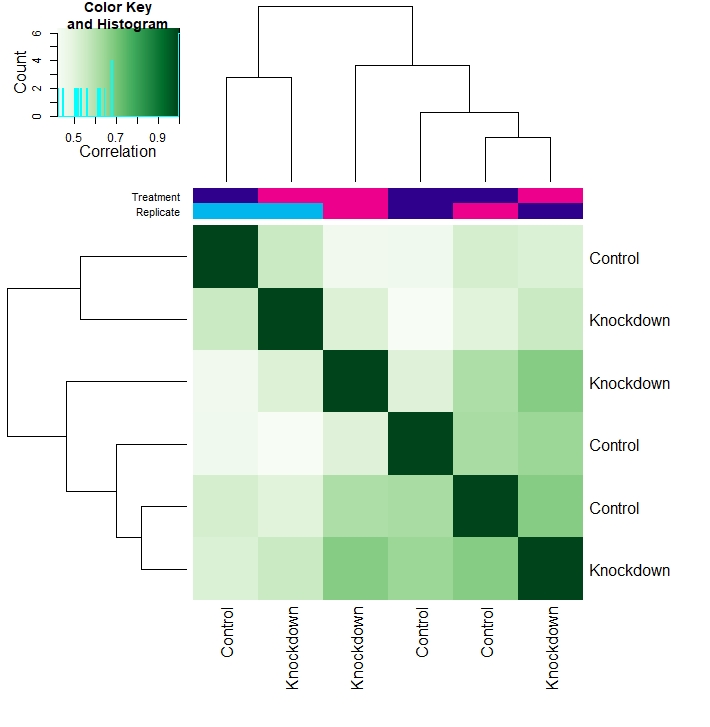 Color Key
and Histogram
Count
0 2 4 6
0.5 0.7 0.9
Correlation
Treatment
Replicate
Control
Knockdown
Knockdown
Control
Control
Knockdown
Control
Knockdown
Knockdown
Control
Control
Knockdown